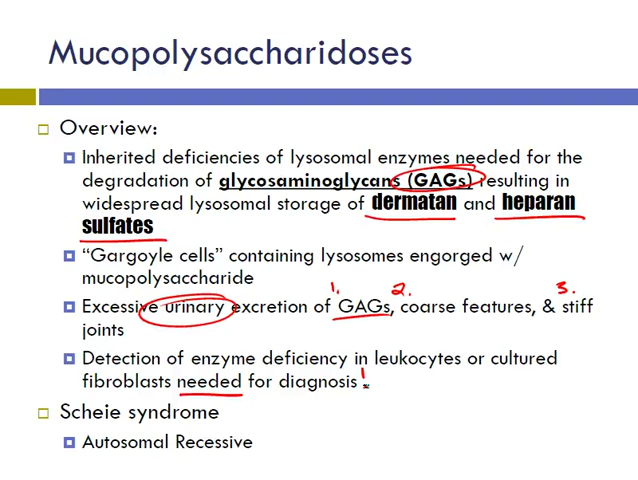 Mucopolysaccharidoses
Overview:
Inherited deficiencies of lysosomal enzymes needed for the
degradation of glycosaminoglycans (GAGs) resulting in
widespread lysosomal storage of dermatan and heparan
sulfates
“Gargoyle cells” containing lysosomes engorged w/
mucopolysaccharide
1. 2. 3.
Excessive urinary excretion of GAGs, coarse features, & stiff
joints
Detection of enzyme deficiency in leukocytes or cultured
fibroblasts needed for diagnosis !
Scheie syndrome
Autosomal Recessive